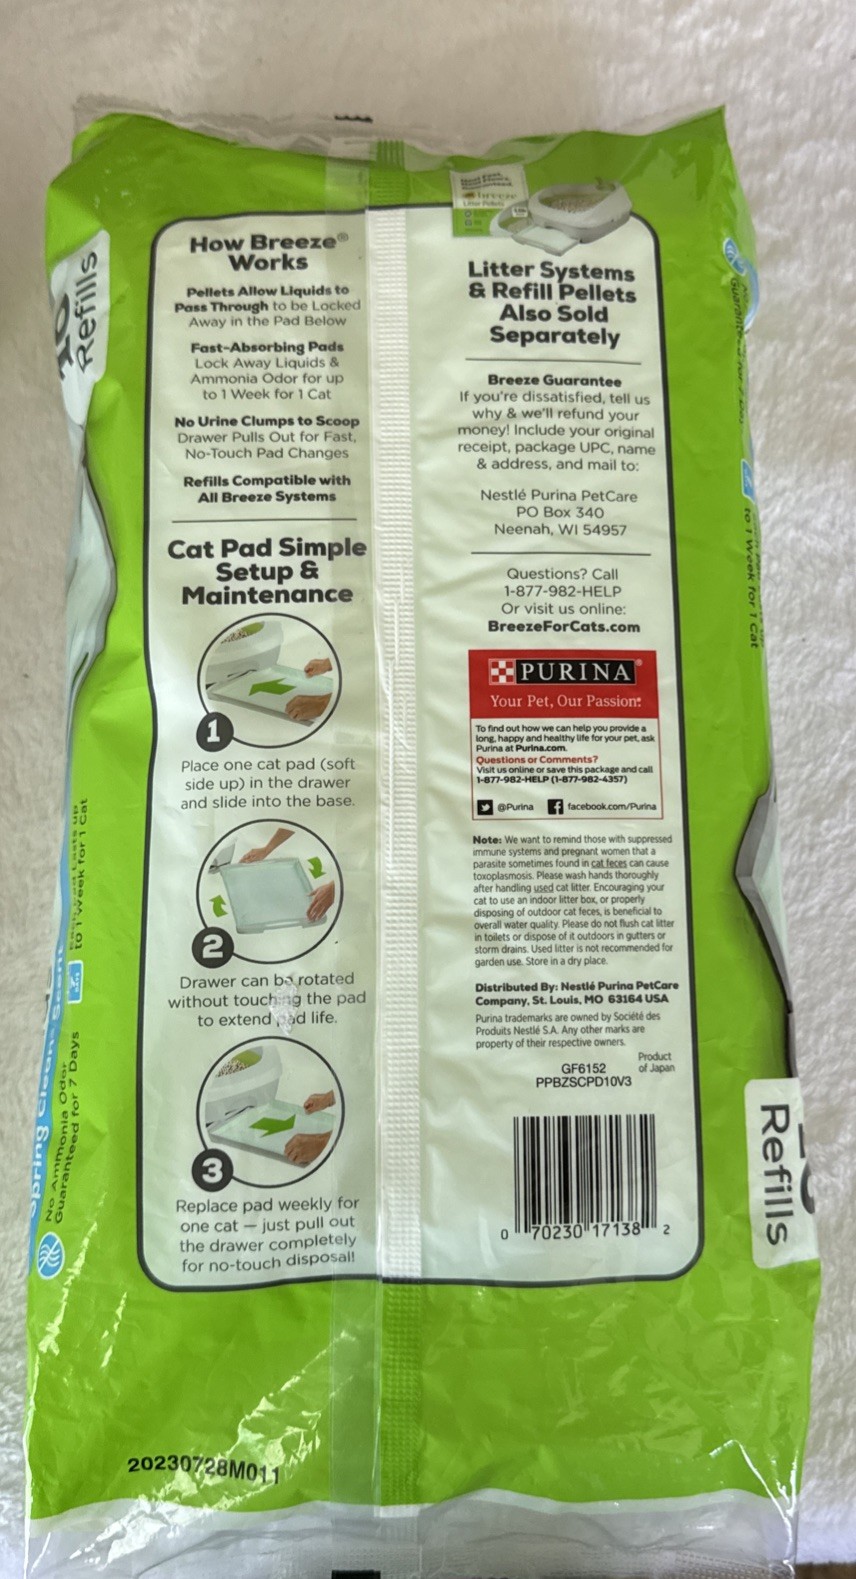 How Breeze®
Works
Pellets Allow Liquids to
Pass Through to be Locked
Away in the Pad Below
Fast-Absorbing Pads
Lock Away Liquids &
Ammonia Odor for up
to 1 Week for 1 Cat
No Urine Clumps to Scoop
Drawer Pulls Out for Fast,
No-Touch Pad Changes
Refills Compatible with
All Breeze Systems
Cat Pad Simple
Setup &
Maintenance
1
Place one cat pad (soft
side up) in the drawer
and slide into the base.
2
Drawer can be rotated
without touching the pad
to extend pad life.
3
Replace pad weekly for
one cat — just pull out
the drawer completely
for no-touch disposal!
breeze
Litter Pellets
Litter Systems
& Refill Pellets
Also Sold
Separately
Breeze Guarantee
If you're dissatisfied, tell us
why & we'll refund your
money! Include your original
receipt, package UPC, name
& address, and mail to:
Nestlé Purina PetCare
PO Box 340
Neenah, WI 54957
Questions? Call
1-877-982-HELP
Or visit us online:
BreezeForCats.com
PURINA®
Your Pet, Our Passion.®
To find out how we can help you provide a
long, happy and healthy life for your pet, ask
Purina at Purina.com.
Questions or Comments?
Visit us online or save this package and call
1-877-982-HELP (1-877-982-4357)
@Purina facebook.com/Purina
Note: We want to remind those with suppressed
immune systems and pregnant women that a
parasite sometimes found in cat feces can cause
toxoplasmosis. Please wash hands thoroughly
after handling used cat litter. Encouraging your
cat to use an indoor litter box, or properly
disposing of outdoor cat feces, is beneficial to
overall water quality. Please do not flush cat litter
in toilets or dispose of it outdoors in gutters or
storm drains. Used litter is not recommended for
garden use. Store in a dry place.
Distributed By: Nestlé Purina PetCare
Company, St. Louis, MO 63164 USA
Purina trademarks are owned by Société des
Produits Nestlé S.A. Any other marks are
property of their respective owners.
Product
of Japan
GF6152
PPBZSCPD10V3
0 70230 17138 2
10
Refills
Spring Clean
Scent
No Ammonia Odor
Guaranteed for 7 Days
to 1 Week for 1 Cat
to 1 Week for 1 Cat
Refills
20230728M011